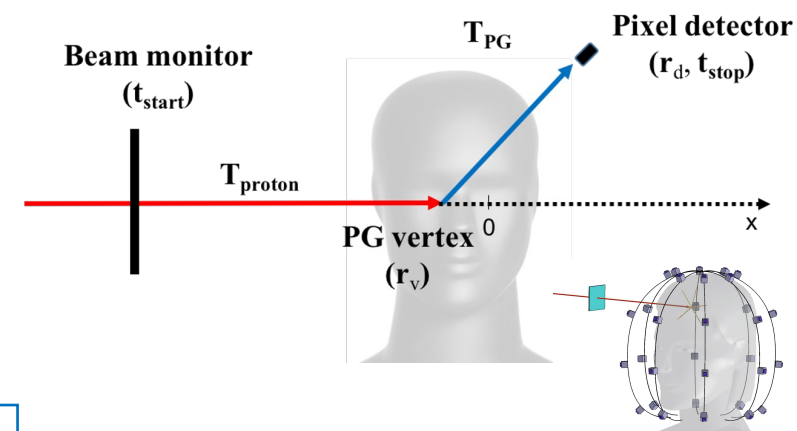 T_PG
Pixel detector
(r_d, t_stop)
Beam monitor
(t_start)
T_proton
0
x
PG vertex
(r_v)